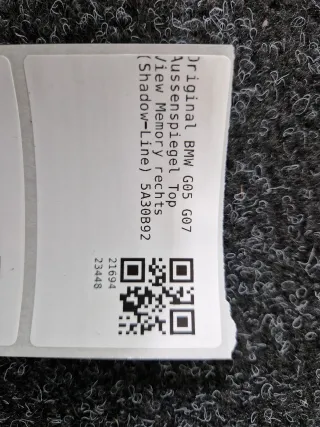 Original BMW G05 G07
Aussenspiegel Top
View Memory rechts
(Shadow-Line) 5A30B92
21694
23448